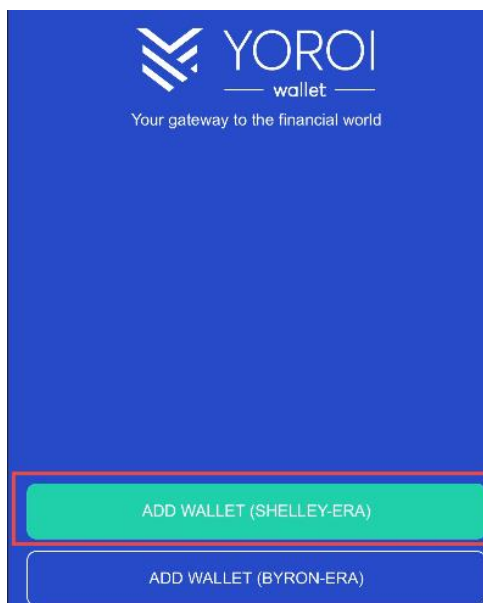 YOROI
wallet
Your gateway to the financial world
ADD WALLET (SHELLEY-ERA)
ADD WALLET (BYRON-ERA)